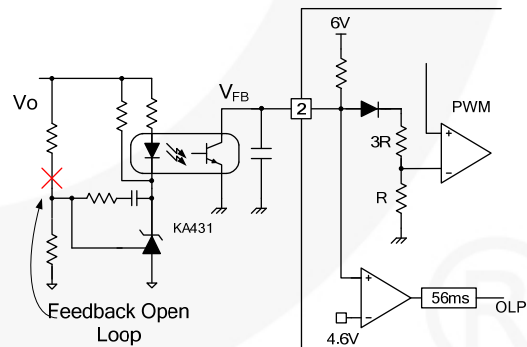 6V
Vo
VFB
2
PWM
3R
R
KA431
Feedback Open
Loop
56ms
OLP
4.6V
+
-
+
-
®